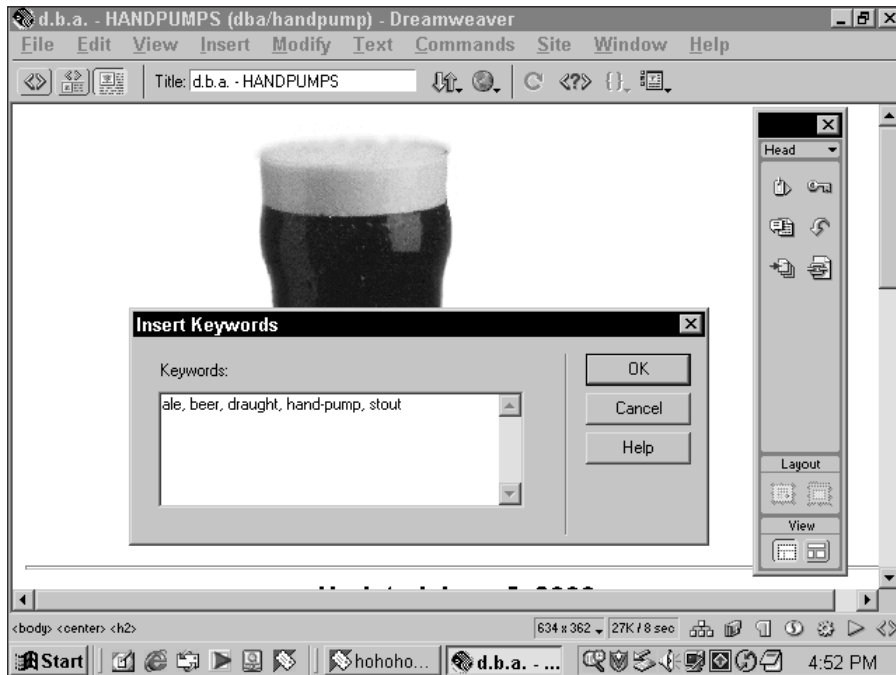 d.b.a. - HANDPUMPS (dba/handpump) - Dreamweaver
File Edit View Insert Modify Text Commands Site Window Help
Title: d.b.a. - HANDPUMPS
Head
Insert Keywords
Keywords:
OK
ale, beer, draught, hand-pump, stout
Cancel
Help
Layout
View
<body> <center> <h2>
634 x 362 27K / 8 sec
Start
hohoho...
d.b.a. - ...
4:52 PM